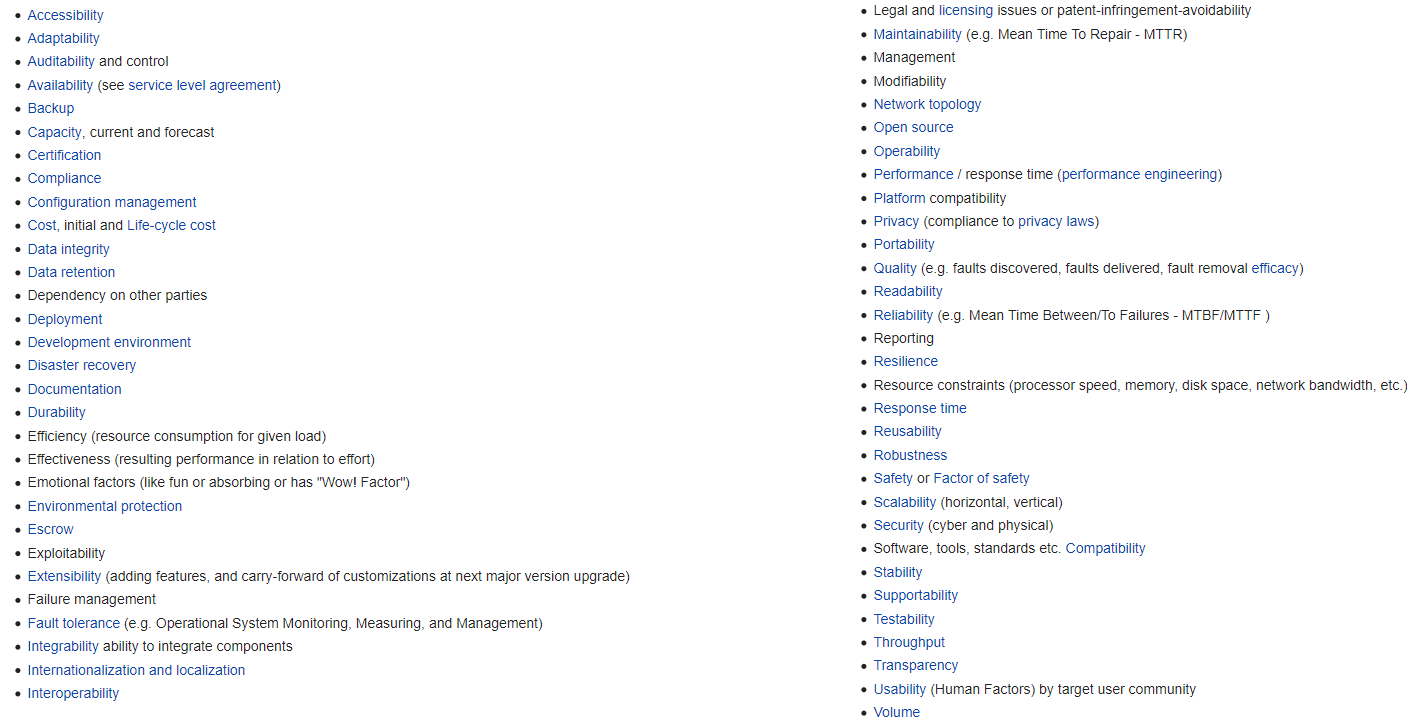 Accessibility
Adaptability
Auditability and control
Availability (see service level agreement)
Backup
Capacity, current and forecast
Certification
Compliance
Configuration management
Cost, initial and Life-cycle cost
Data integrity
Data retention
Dependency on other parties
Deployment
Development environment
Disaster recovery
Documentation
Durability
Efficiency (resource consumption for given load)
Effectiveness (resulting performance in relation to effort)
Emotional factors (like fun or absorbing or has "Wow! Factor")
Environmental protection
Escrow
Exploitability
Extensibility (adding features, and carry-forward of customizations at next major version upgrade)
Failure management
Fault tolerance (e.g. Operational System Monitoring, Measuring, and Management)
Integrability ability to integrate components
Internationalization and localization
Interoperability
Legal and licensing issues or patent-infringement-avoidability
Maintainability (e.g. Mean Time To Repair - MTTR)
Management
Modifiability
Network topology
Open source
Operability
Performance / response time (performance engineering)
Platform compatibility
Privacy (compliance to privacy laws)
Portability
Quality (e.g. faults discovered, faults delivered, fault removal efficacy)
Readability
Reliability (e.g. Mean Time Between/To Failures - MTBF/MTTF )
Reporting
Resilience
Resource constraints (processor speed, memory, disk space, network bandwidth, etc.)
Response time
Reusability
Robustness
Safety or Factor of safety
Scalability (horizontal, vertical)
Security (cyber and physical)
Software, tools, standards etc. Compatibility
Stability
Supportability
Testability
Throughput
Transparency
Usability (Human Factors) by target user community
Volume